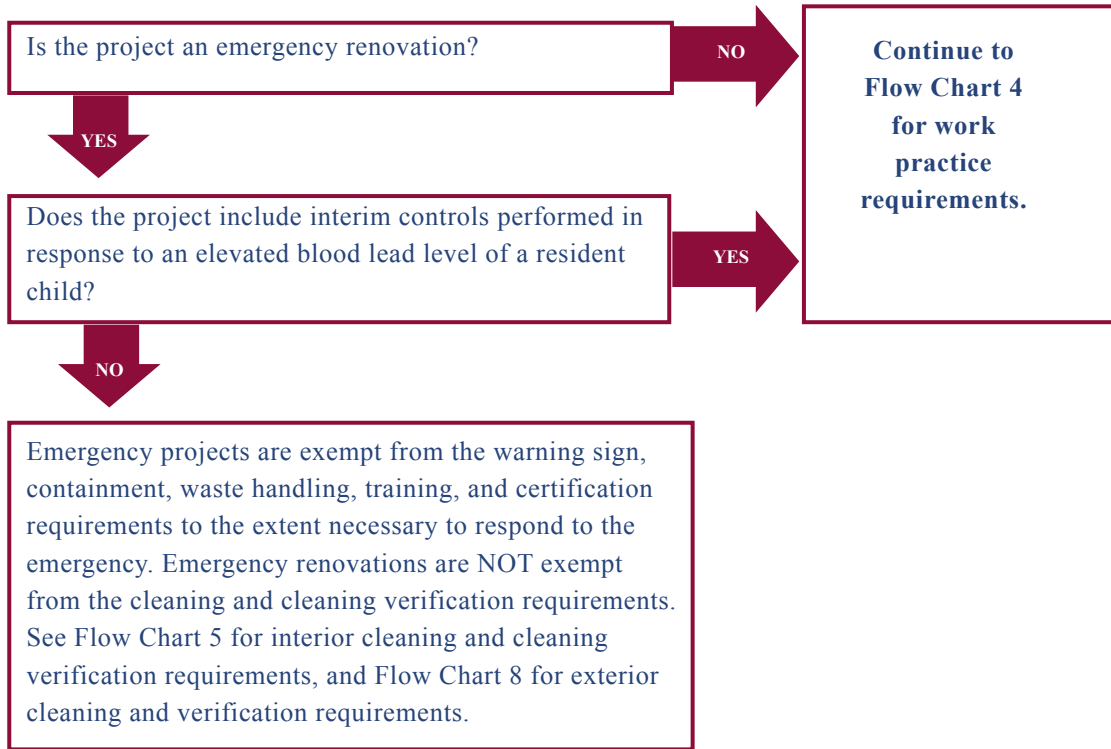 Is the project an emergency renovation?
NO
Continue to
Flow Chart 4
for work
practice
requirements.
YES
Does the project include interim controls performed in
response to an elevated blood lead level of a resident
child?
YES
NO
Emergency projects are exempt from the warning sign,
containment, waste handling, training, and certification
requirements to the extent necessary to respond to the
emergency. Emergency renovations are NOT exempt
from the cleaning and cleaning verification requirements.
See Flow Chart 5 for interior cleaning and cleaning
verification requirements, and Flow Chart 8 for exterior
cleaning and verification requirements.